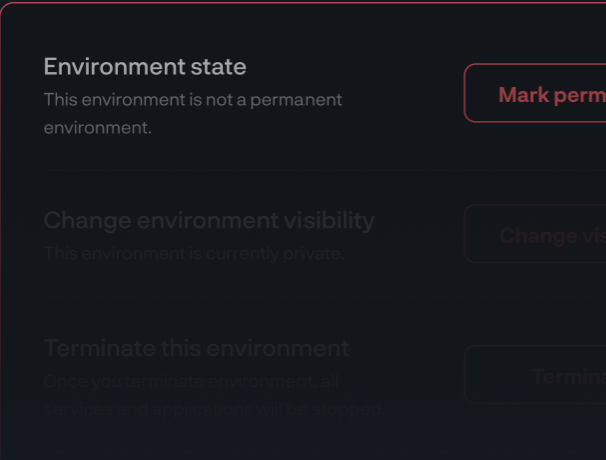 Environment state
This environment is not a permanent
environment.
Mark perm
Change environment visibility
This environment is currently private.
Change vis
Terminate this environment
Once you terminate environment, all
services and applications will be stopped.
Termin